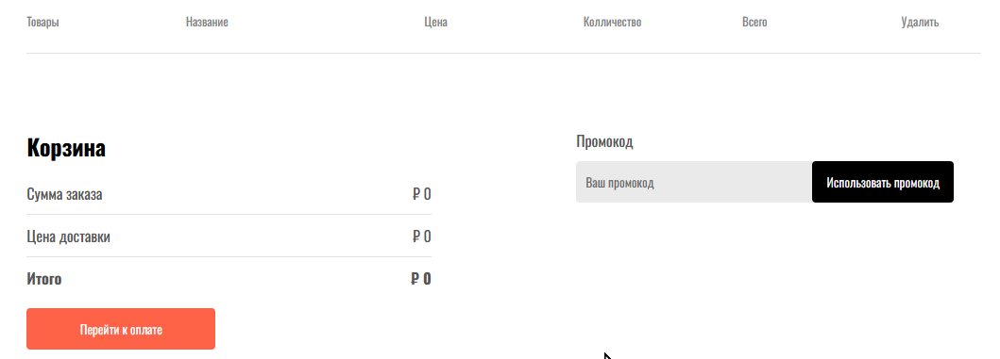 Товары Название Цена Колличество Всего Удалить
Корзина
Сумма заказа ₽ 0
Цена доставки ₽ 0
Итого ₽ 0
Перейти к оплате
Промокод
Ваш промокод Использовать промокод